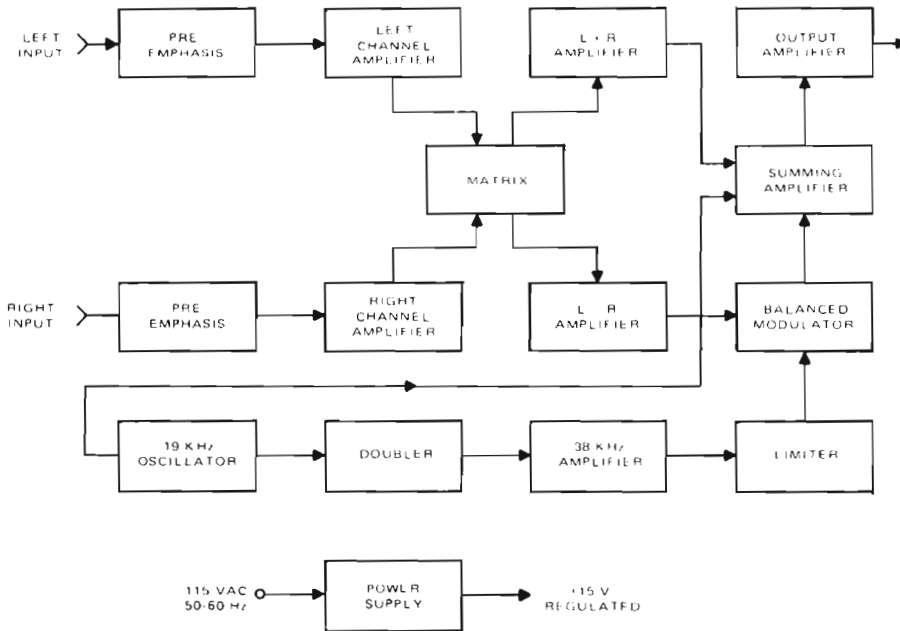 LEFT
INPUT
PRE
EMPHASIS
LEFT
CHANNEL
AMPLIFIER
L + R
AMPLIFIER
OUTPUT
AMPLIFIER
MATRIX
SUMMING
AMPLIFIER
RIGHT
INPUT
PRE
EMPHASIS
RIGHT
CHANNEL
AMPLIFIER
L R
AMPLIFIER
BALANCED
MODULATOR
19 KHz
OSCILLATOR
DOUBLER
38 KHz
AMPLIFIER
LIMITER
115 VAC
50-60 Hz
POWER
SUPPLY
+15 V
REGULATED